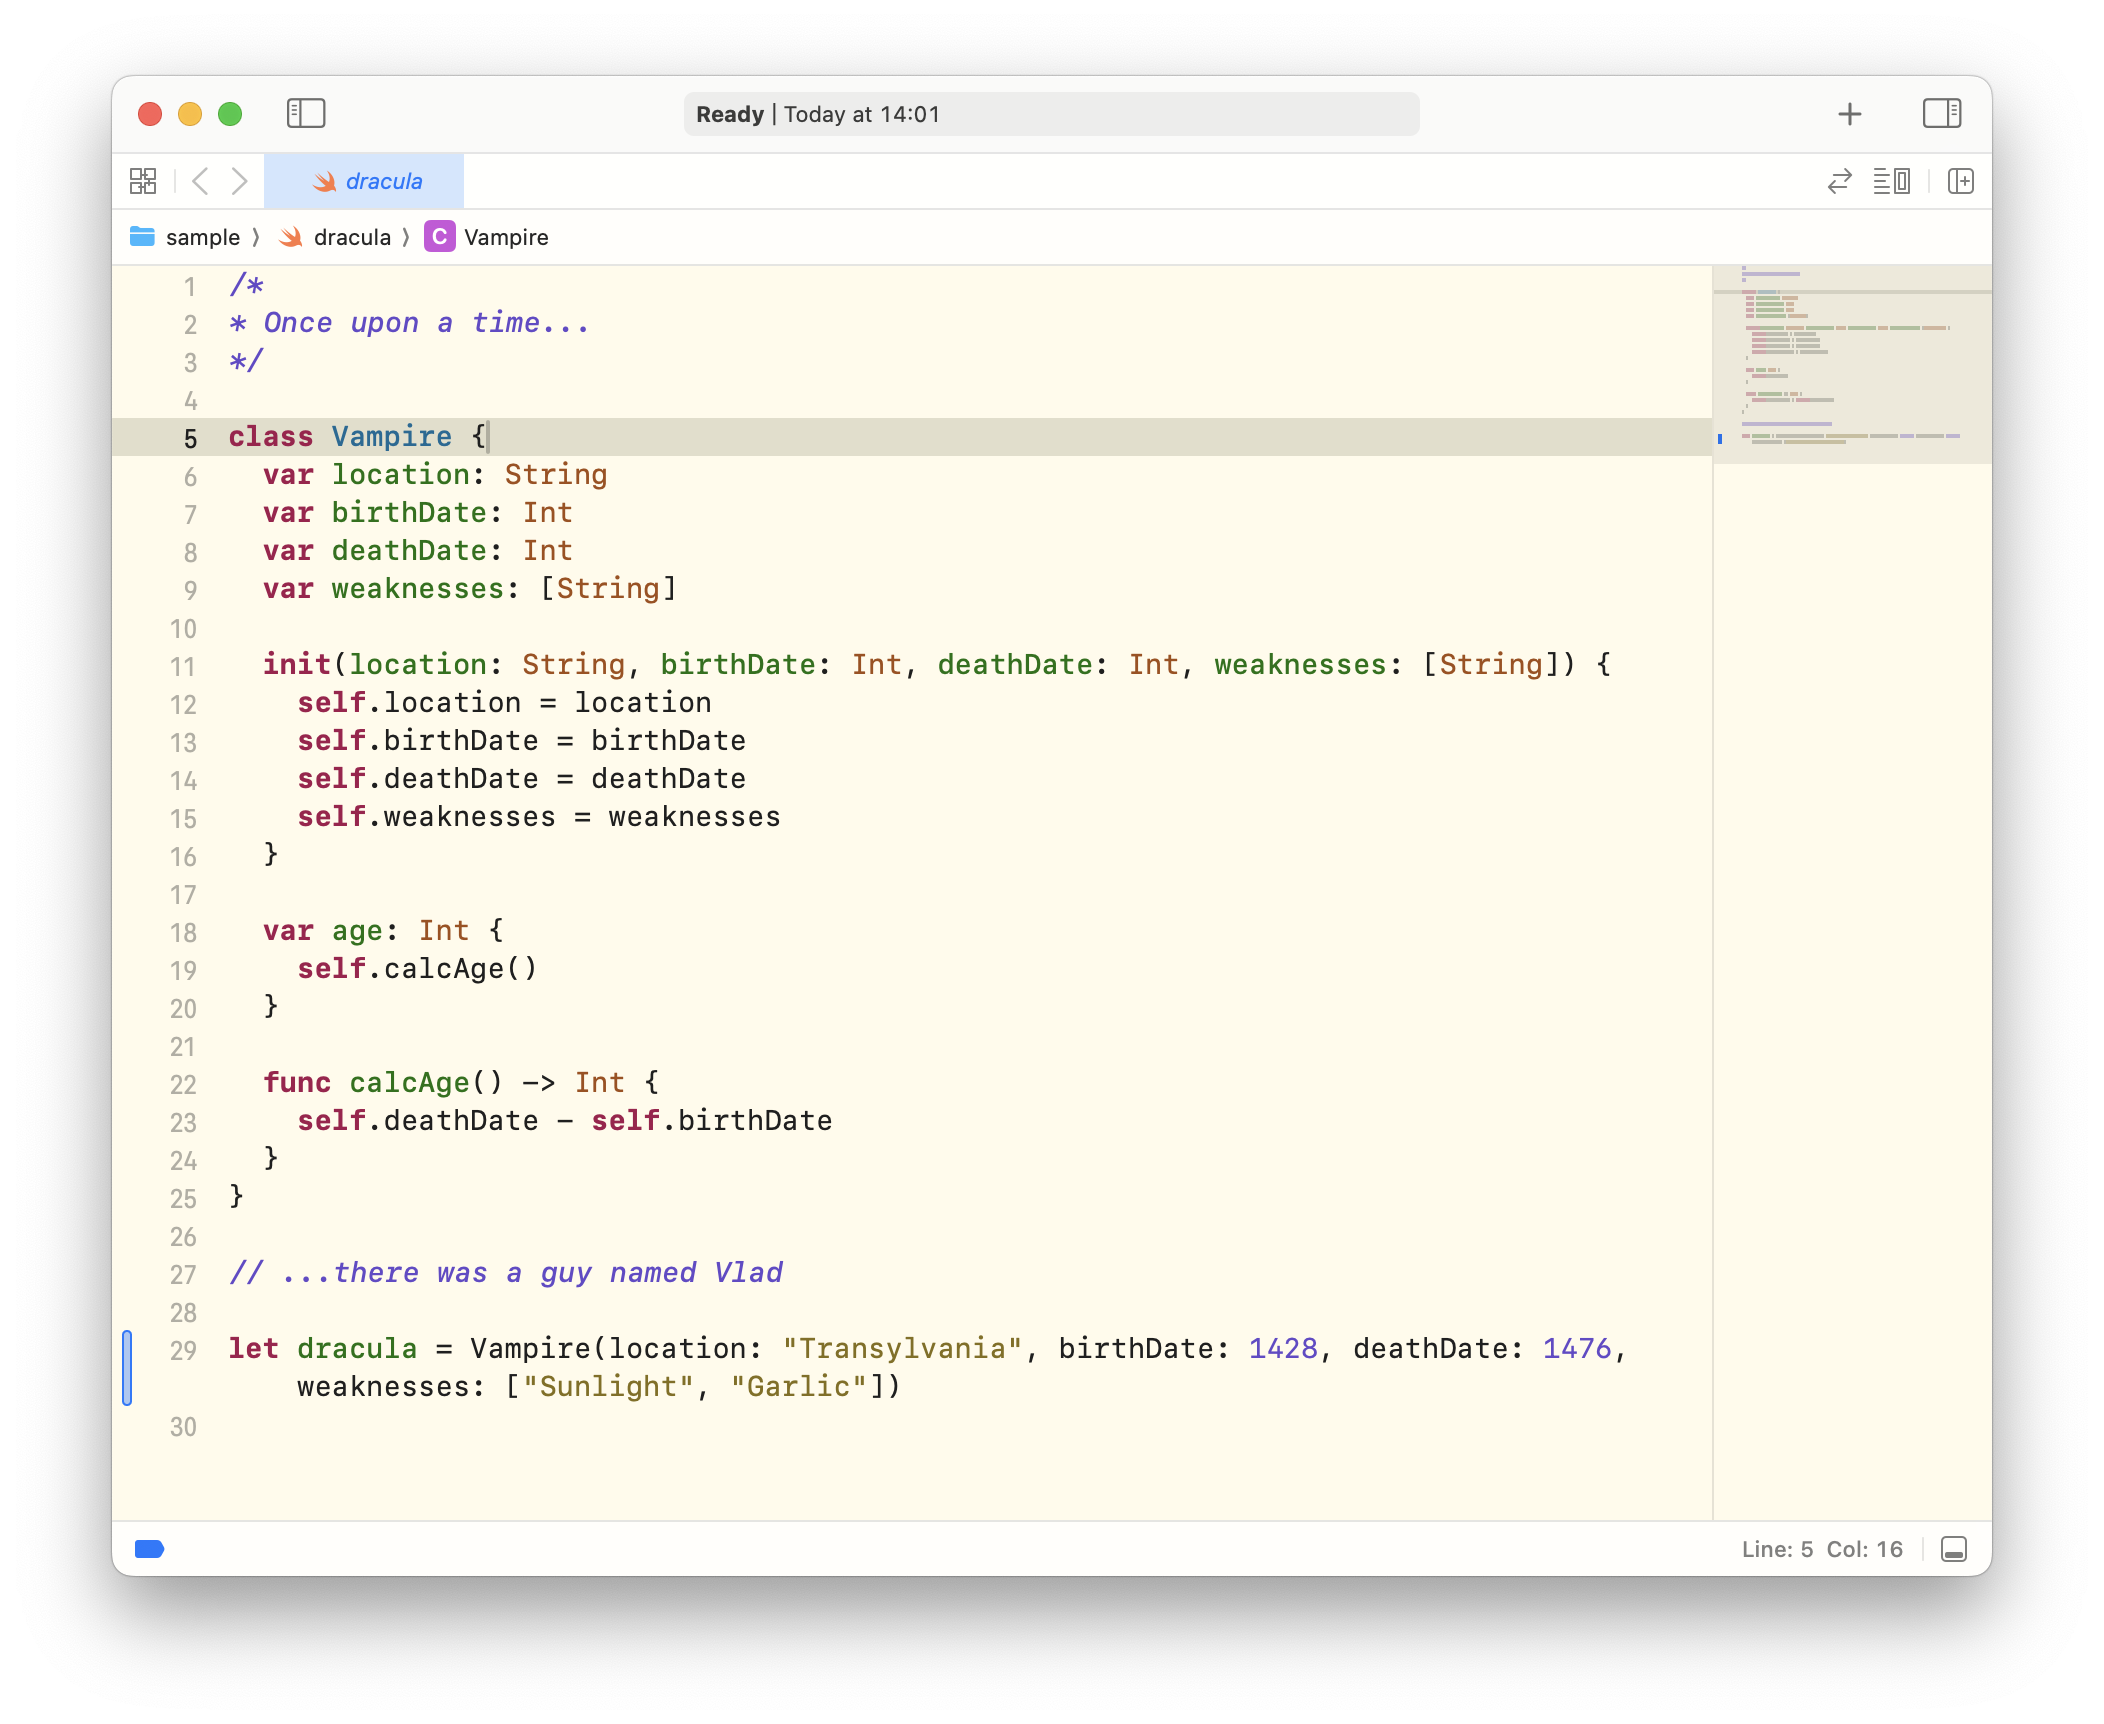 Ready | Today at 14:01
dracula
sample 〉 dracula 〉 C Vampire
1 /*
2 * Once upon a time...
3 */
4
5 class Vampire {
6   var location: String
7   var birthDate: Int
8   var deathDate: Int
9   var weaknesses: [String]
10
11   init(location: String, birthDate: Int, deathDate: Int, weaknesses: [String]) {
12     self.location = location
13     self.birthDate = birthDate
14     self.deathDate = deathDate
15     self.weaknesses = weaknesses
16   }
17
18   var age: Int {
19     self.calcAge()
20   }
21
22   func calcAge() -> Int {
23     self.deathDate - self.birthDate
24   }
25 }
26
27 // ...there was a guy named Vlad
28
29 let dracula = Vampire(location: "Transylvania", birthDate: 1428, deathDate: 1476,
weaknesses: ["Sunlight", "Garlic"])
30
Line: 5 Col: 16